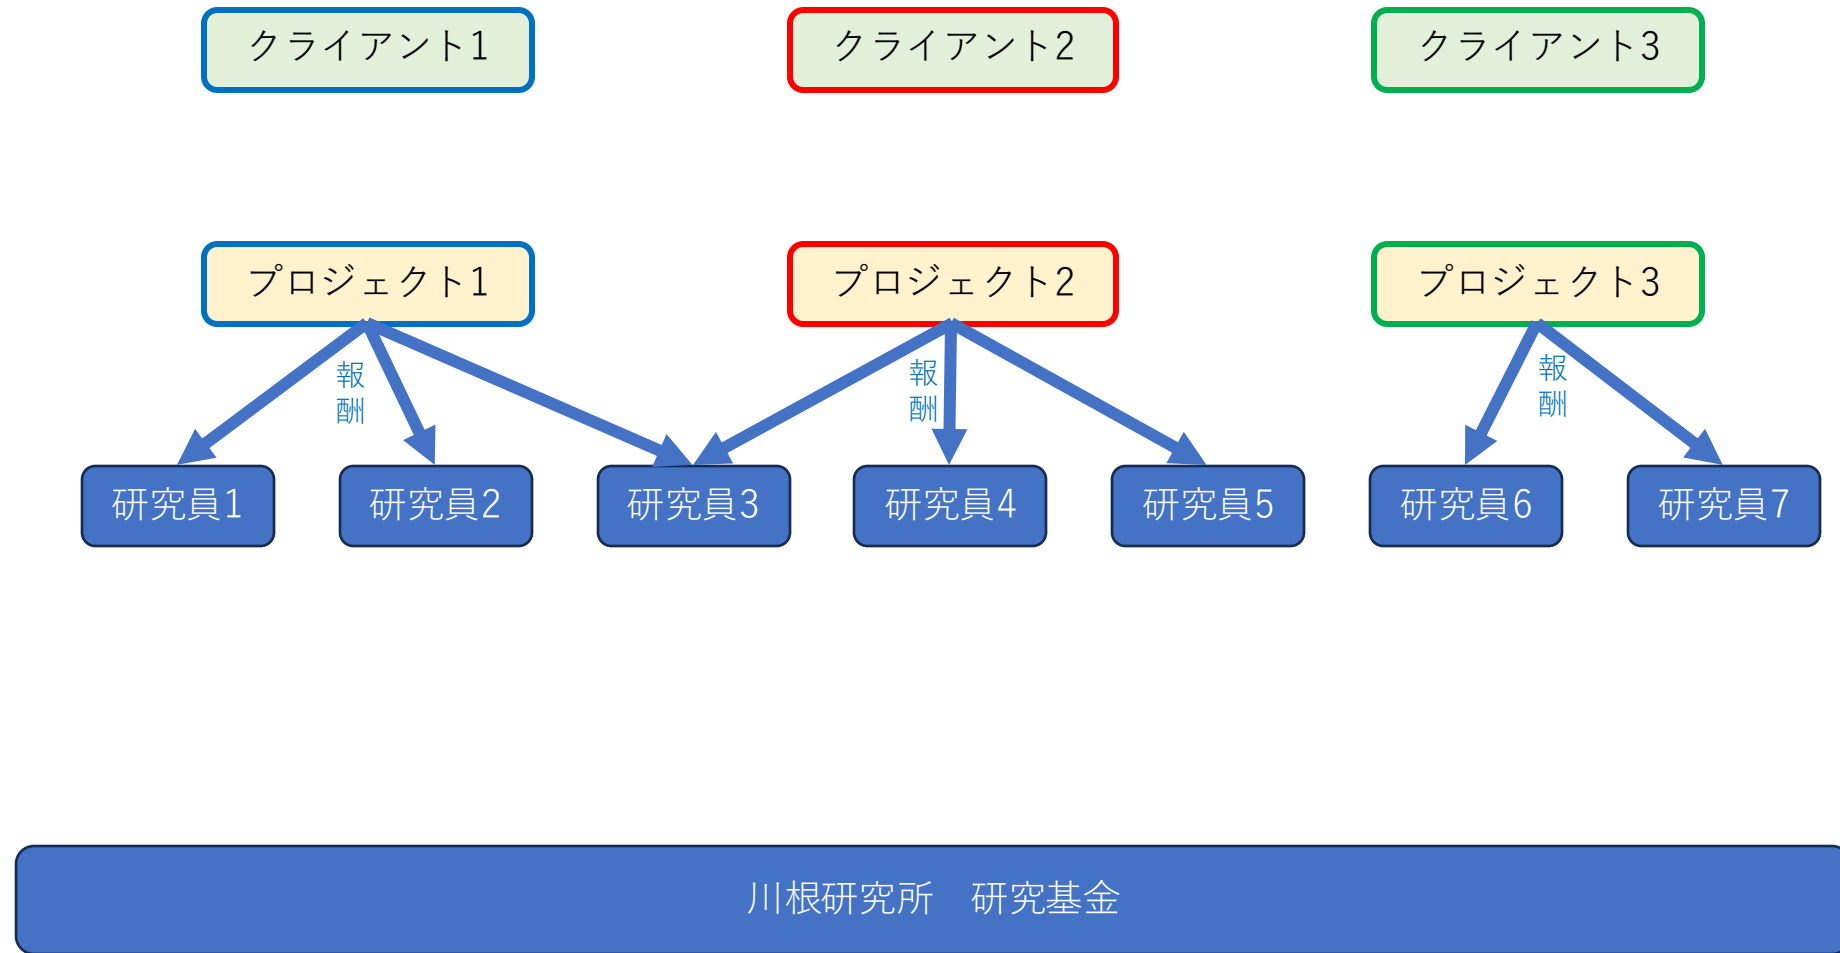 クライアント1
クライアント2
クライアント3
プロジェクト1
プロジェクト2
プロジェクト3
報酬
報酬
報酬
研究員1
研究員2
研究員3
研究員4
研究員5
研究員6
研究員7
川根研究所　研究基金